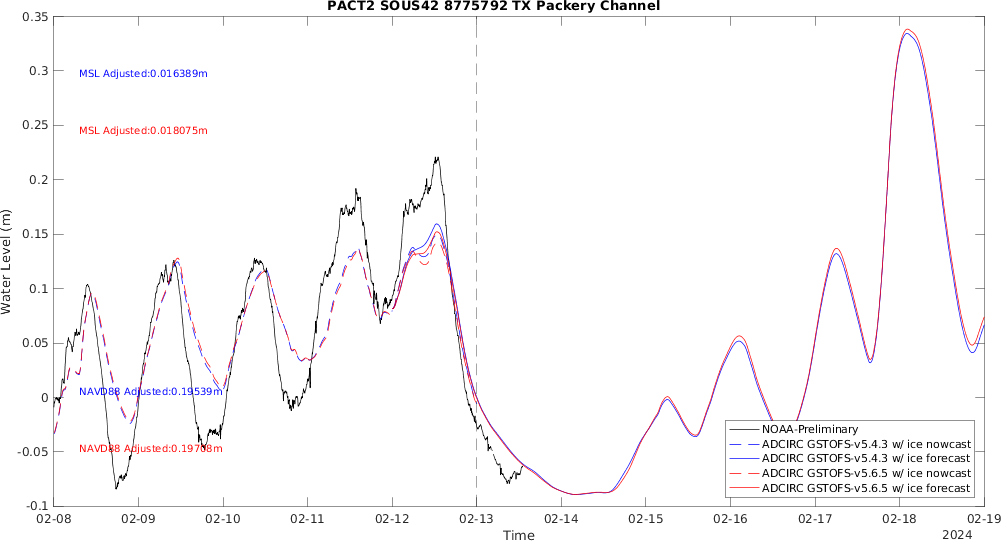 PACT2 SOUS42 8775792 TX Packery Channel
0.35
0.3
0.25
0.2
0.15
0.1
0.05
0
-0.05
-0.1
Water Level (m)
MSL Adjusted:0.016389m
MSL Adjusted:0.018075m
NAVD88 Adjusted:0.19539m
NAVD88 Adjusted:0.19708m
NOAA-Preliminary
ADCIRC GSTOFS-v5.4.3 w/ ice nowcast
ADCIRC GSTOFS-v5.4.3 w/ ice forecast
ADCIRC GSTOFS-v5.6.5 w/ ice nowcast
ADCIRC GSTOFS-v5.6.5 w/ ice forecast
02-08 02-09 02-10 02-11 02-12 02-13 02-14 02-15 02-16 02-17 02-18 02-19
Time
2024